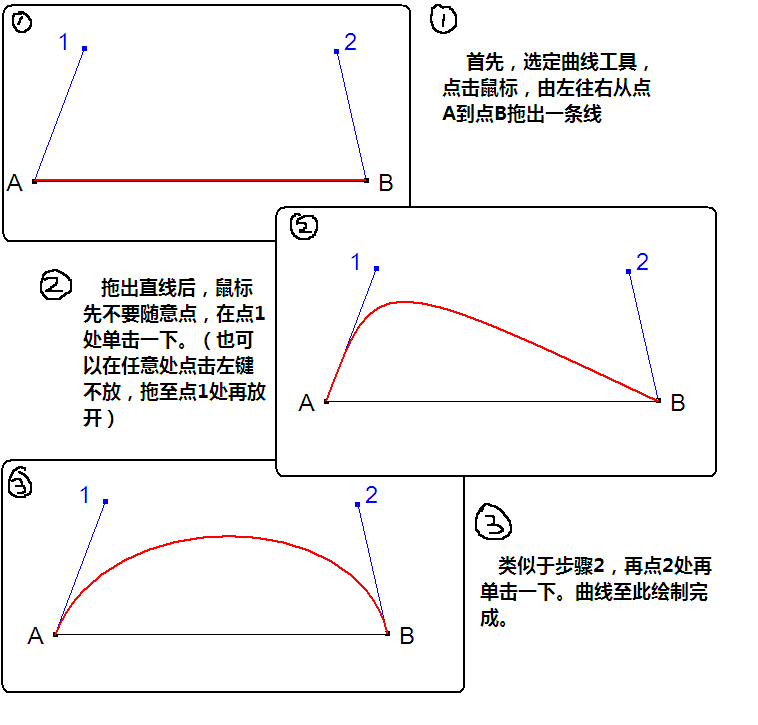 ①
1
2
A
B
①
首先，选定曲线工具，
点击鼠标，由左往右从点
A到点B拖出一条线
②
1
2
A
B
②
拖出直线后，鼠标
先不要随意点，在点1
处单击一下。（也可
以在任意处点击左键
不放，拖至点1处再放
开）
③
1
2
A
B
③
类似于步骤2，再点2处再
单击一下。曲线至此绘制完
成。